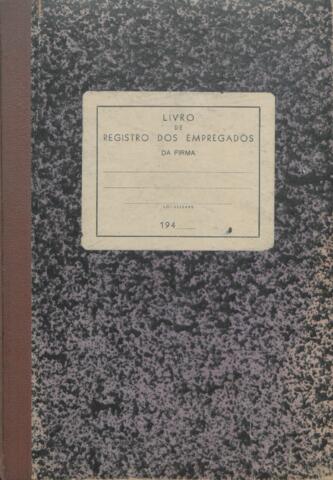 LIVRO
DE
REGISTRO DOS EMPREGADOS
DA FIRMA
194